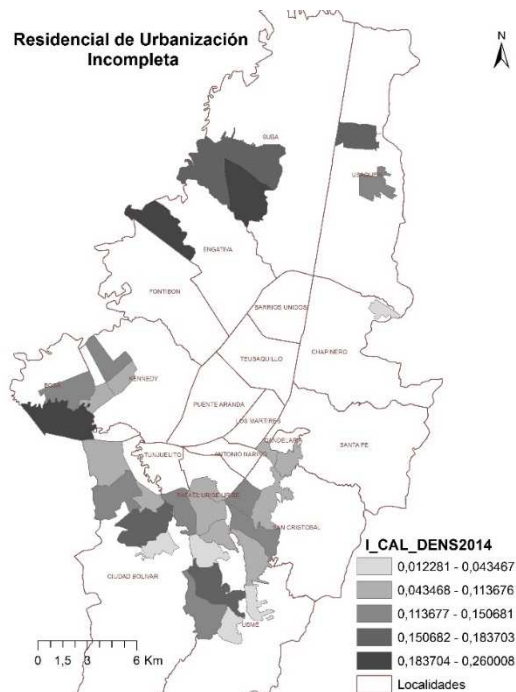 Residencial de Urbanización
Incompleta
N
SUBA
USAQUEN
ENGATIVA
FONTIBON
BARRIOS UNIDOS
CHAPINERO
TEUSAQUILLO
BOSA
KENNEDY
PUENTE ARANDA
LOS MARTIRES
CANDELARIA
SANTA FE
TUNJUELITO
ANTONIO NARIÑO
RAFAEL URIBE URIBE
SAN CRISTOBAL
CIUDAD BOLIVAR
USME
I_CAL_DENS2014
0,012281 - 0,043467
0,043468 - 0,113676
0,113677 - 0,150681
0,150682 - 0,183703
0,183704 - 0,260008
Localidades
0 1,5 3 6 Km